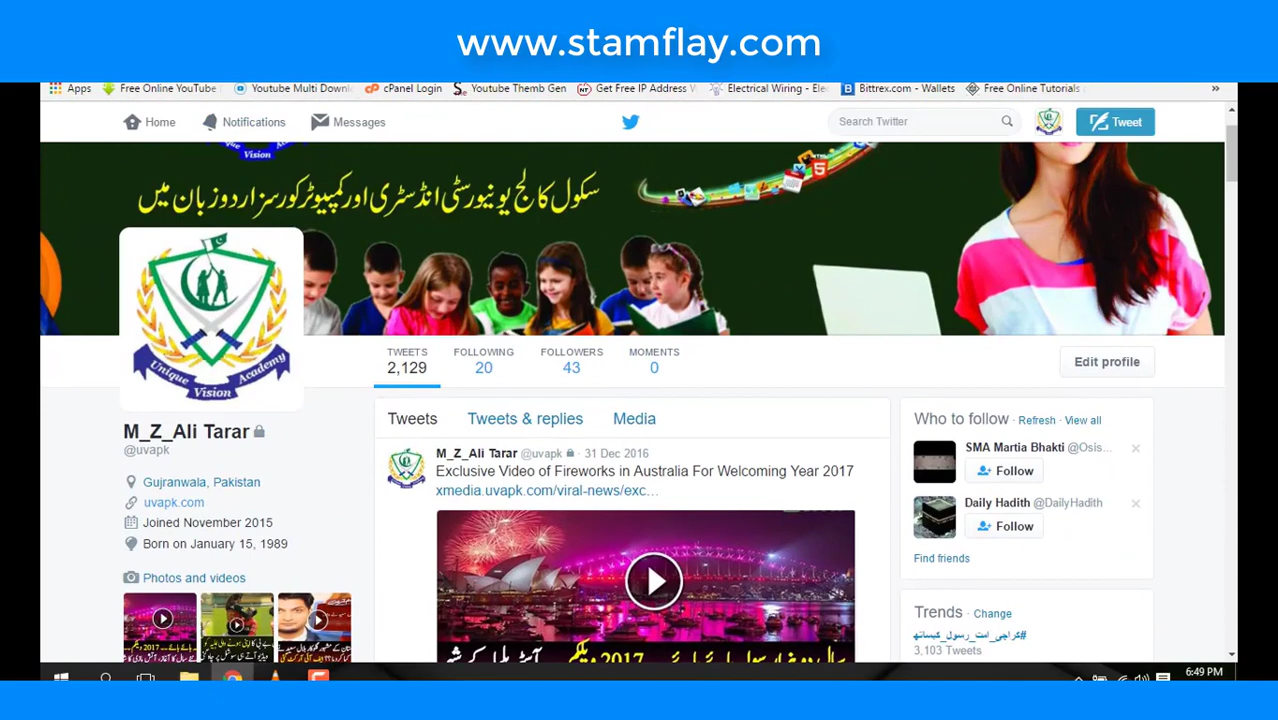 www.stamflay.com
Apps Free Online YouTube Youtube Multi Downl cPanel Login Youtube Themb Gen Get Free IP Address Electrical Wiring - Ele Bittrex.com - Wallets Free Online Tutorials »
Home Notifications Messages Search Twitter Tweet
Vision
سکول کالج یونیورسٹی انڈسٹری اور کمپیوٹر کورسز اردو زبان میں
Unique Vision Academy
TWEETS FOLLOWING FOLLOWERS MOMENTS
2,129 20 43 0
Edit profile
M_Z_Ali Tarar
@uvapk
Gujranwala, Pakistan
uvapk.com
Joined November 2015
Born on January 15, 1989
Photos and videos
Tweets Tweets & replies Media
M_Z_Ali Tarar @uvapk · 31 Dec 2016
Exclusive Video of Fireworks in Australia For Welcoming Year 2017
xmedia.uvapk.com/viral-news/exc...
Who to follow · Refresh · View all
SMA Martia Bhakti @Osis...
Follow
Daily Hadith @DailyHadith
Follow
Find friends
Trends · Change
#کراچی_امت_رسول_کیساتھ
3,103 Tweets
6:49 PM